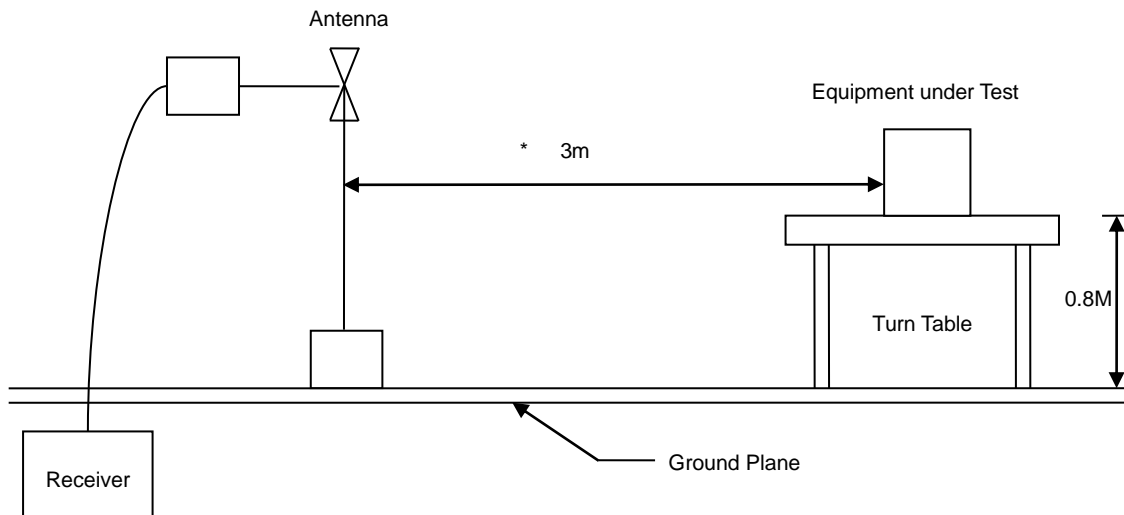 Antenna
Equipment under Test
* 3m
0.8M
Turn Table
Ground Plane
Receiver